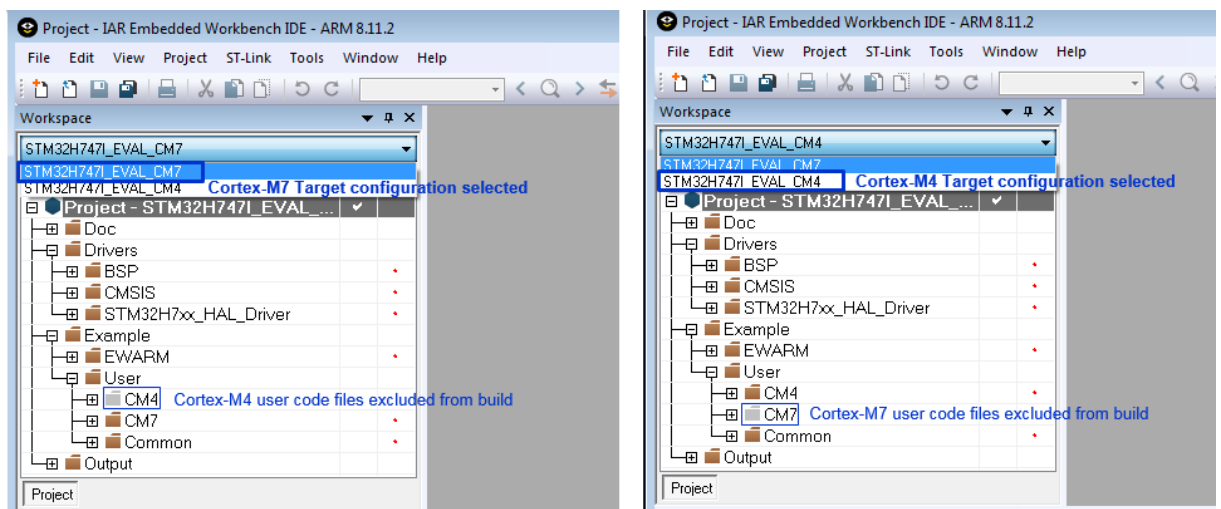 Project - IAR Embedded Workbench IDE - ARM 8.11.2
File Edit View Project ST-Link Tools Window Help
Workspace
STM32H747I_EVAL_CM7
STM32H747I_EVAL_CM7
STM32H747I_EVAL_CM4
Cortex-M7 Target configuration selected
Project - STM32H747I_EVAL_...
Doc
Drivers
BSP
CMSIS
STM32H7xx_HAL_Driver
Example
EWARM
User
CM4 Cortex-M4 user code files excluded from build
CM7
Common
Output
Project
Project - IAR Embedded Workbench IDE - ARM 8.11.2
File Edit View Project ST-Link Tools Window Help
Workspace
STM32H747I_EVAL_CM4
STM32H747I_EVAL_CM7
STM32H747I_EVAL_CM4 Cortex-M4 Target configuration selected
Project - STM32H747I_EVAL_...
Doc
Drivers
BSP
CMSIS
STM32H7xx_HAL_Driver
Example
EWARM
User
CM4
CM7 Cortex-M7 user code files excluded from build
Common
Output
Project